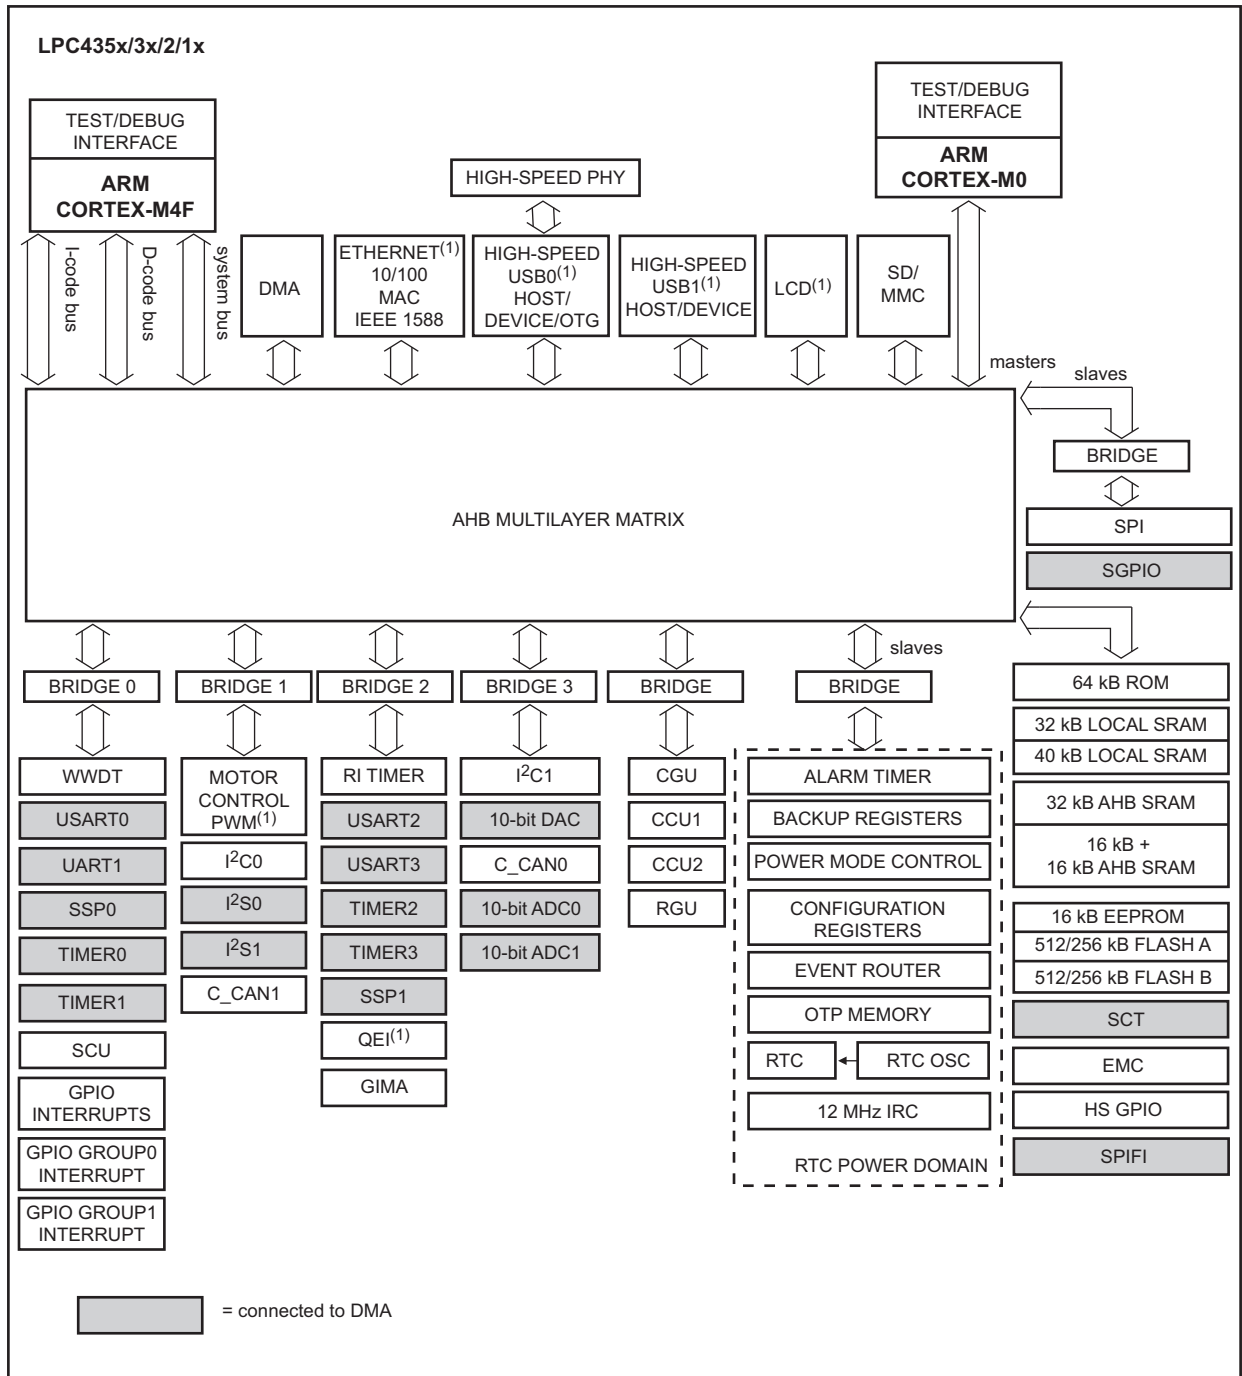 LPC435x/3x/2/1x
TEST/DEBUG
INTERFACE
ARM
CORTEX-M4F
TEST/DEBUG
INTERFACE
ARM
CORTEX-M0
HIGH-SPEED PHY
I-code bus
D-code bus
system bus
DMA
ETHERNET(1)
10/100
MAC
IEEE 1588
HIGH-SPEED
USB0(1)
HOST/
DEVICE/OTG
HIGH-SPEED
USB1(1)
HOST/DEVICE
LCD(1)
SD/
MMC
masters
slaves
BRIDGE
SPI
SGPIO
AHB MULTILAYER MATRIX
slaves
BRIDGE 0
BRIDGE 1
BRIDGE 2
BRIDGE 3
BRIDGE
BRIDGE
WWDT
USART0
UART1
SSP0
TIMER0
TIMER1
SCU
GPIO
INTERRUPTS
GPIO GROUP0
INTERRUPT
GPIO GROUP1
INTERRUPT
MOTOR
CONTROL
PWM(1)
I2C0
I2S0
I2S1
C_CAN1
RI TIMER
USART2
USART3
TIMER2
TIMER3
SSP1
QEI(1)
GIMA
I2C1
10-bit DAC
C_CAN0
10-bit ADC0
10-bit ADC1
CGU
CCU1
CCU2
RGU
ALARM TIMER
BACKUP REGISTERS
POWER MODE CONTROL
CONFIGURATION
REGISTERS
EVENT ROUTER
OTP MEMORY
RTC
RTC OSC
12 MHz IRC
RTC POWER DOMAIN
64 kB ROM
32 kB LOCAL SRAM
40 kB LOCAL SRAM
32 kB AHB SRAM
16 kB +
16 kB AHB SRAM
16 kB EEPROM
512/256 kB FLASH A
512/256 kB FLASH B
SCT
EMC
HS GPIO
SPIFI
= connected to DMA